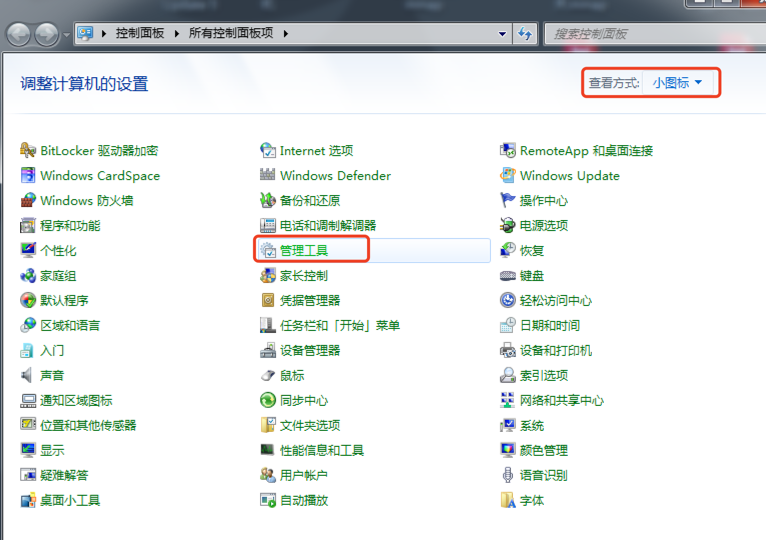 控制面板 ▸ 所有控制面板项 ▸
搜索控制面板
调整计算机的设置
查看方式: 小图标
BitLocker 驱动器加密
Internet 选项
RemoteApp 和桌面连接
Windows CardSpace
Windows Defender
Windows Update
Windows 防火墙
备份和还原
操作中心
程序和功能
电话和调制解调器
电源选项
个性化
管理工具
恢复
家庭组
家长控制
键盘
默认程序
凭据管理器
轻松访问中心
区域和语言
任务栏和「开始」菜单
日期和时间
入门
设备管理器
设备和打印机
声音
鼠标
索引选项
通知区域图标
同步中心
网络和共享中心
位置和其他传感器
文件夹选项
系统
显示
性能信息和工具
颜色管理
疑难解答
用户帐户
语音识别
桌面小工具
自动播放
字体